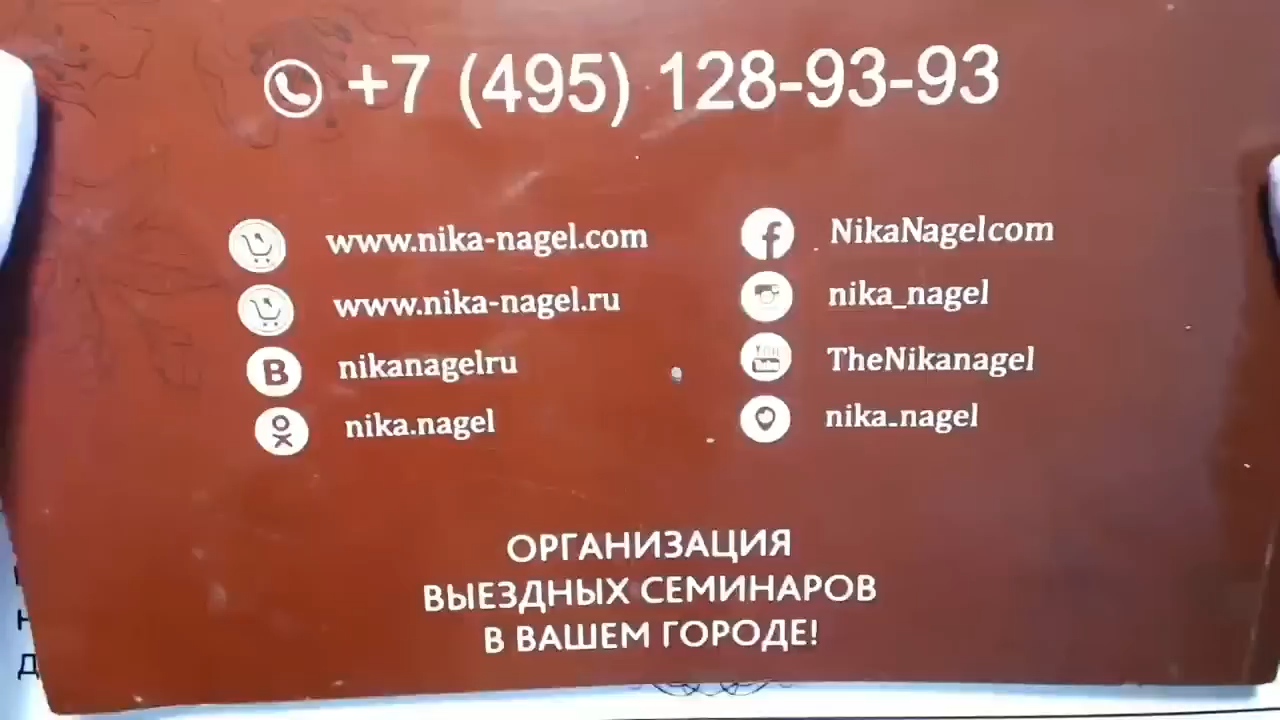 +7 (495) 128-93-93
www.nika-nagel.com
www.nika-nagel.ru
nikanagelru
nika.nagel
NikaNagelcom
nika_nagel
TheNikanagel
nika_nagel
ОРГАНИЗАЦИЯ
ВЫЕЗДНЫХ СЕМИНАРОВ
В ВАШЕМ ГОРОДЕ!